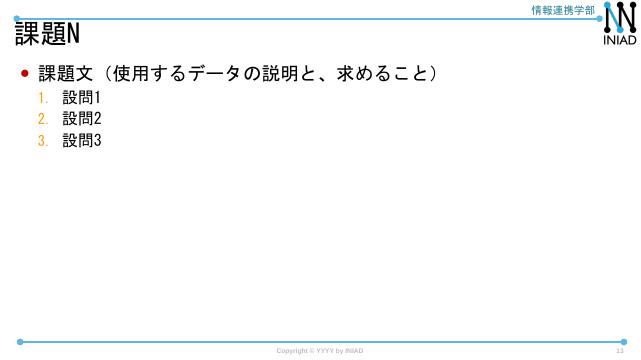 情報連携学部
INIAD
課題N
• 課題文（使用するデータの説明と、求めること）
1. 設問1
2. 設問2
3. 設問3
Copyright © YYYY by INIAD
13